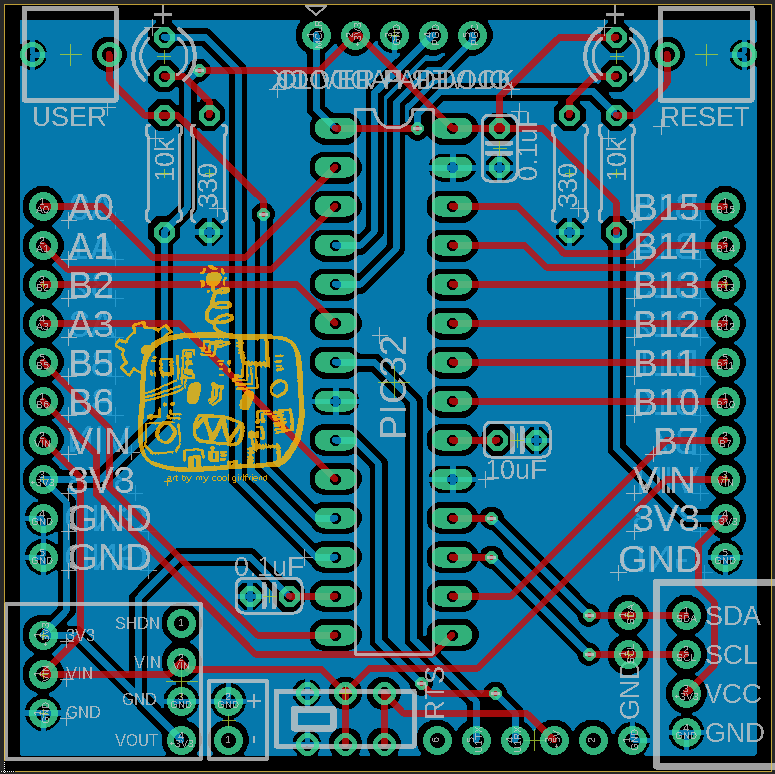 USER
RESET
10k
330
0.1uF
330
10k
A0
A1
B2
A3
B5
B6
VIN
3V3
GND
GND
B15
B14
B13
B12
B11
B10
B7
VIN
3V3
GND
PIC32
10uF
art by my cool girlfriend
0.1uF
3V3
VIN
GND
SHDN
VIN
GND
VOUT
+
-
RTS
GND
SDA
SCL
VCC
GND